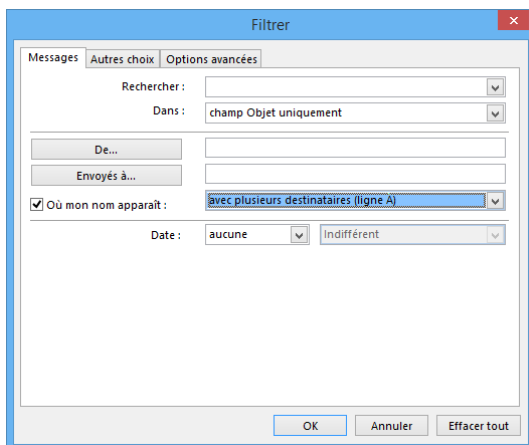 Filtrer
Messages Autres choix Options avancées
Rechercher :
Dans : champ Objet uniquement
De...
Envoyés à...
Où mon nom apparaît : avec plusieurs destinataires (ligne A)
Date : aucune Indifférent
OK Annuler Effacer tout